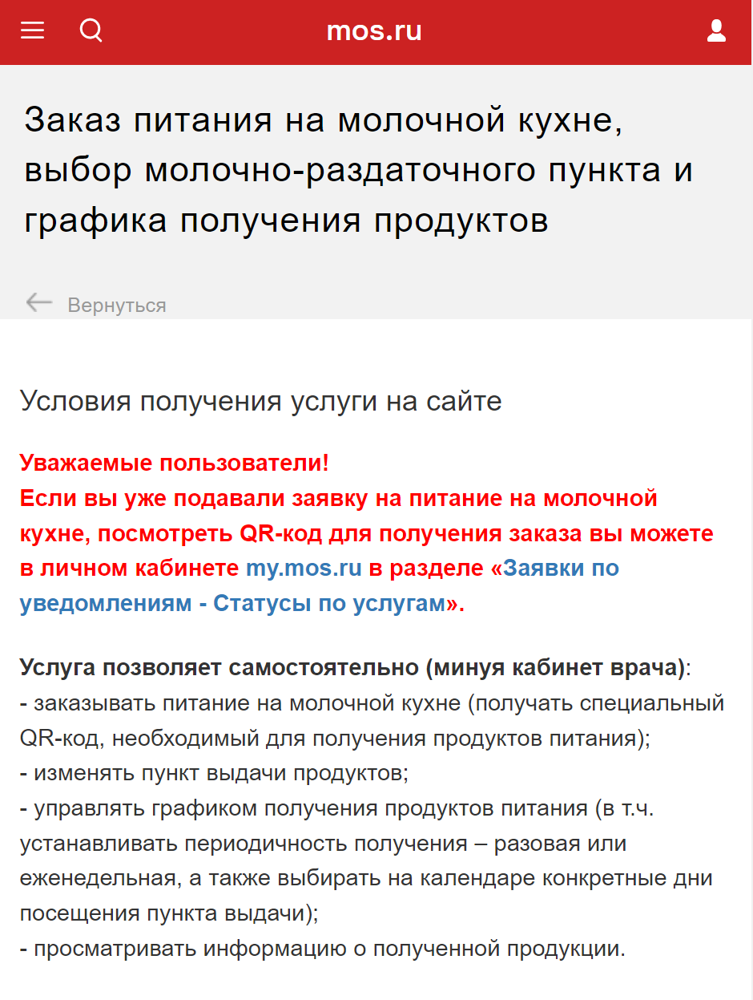 mos.ru
Заказ питания на молочной кухне,
выбор молочно-раздаточного пункта и
графика получения продуктов
Вернуться
Условия получения услуги на сайте
Уважаемые пользователи!
Если вы уже подавали заявку на питание на молочной
кухне, посмотреть QR-код для получения заказа вы можете
в личном кабинете my.mos.ru в разделе «Заявки по
уведомлениям - Статусы по услугам».
Услуга позволяет самостоятельно (минуя кабинет врача):
- заказывать питание на молочной кухне (получать специальный
QR-код, необходимый для получения продуктов питания);
- изменять пункт выдачи продуктов;
- управлять графиком получения продуктов питания (в т.ч.
устанавливать периодичность получения – разовая или
еженедельная, а также выбирать на календаре конкретные дни
посещения пункта выдачи);
- просматривать информацию о полученной продукции.